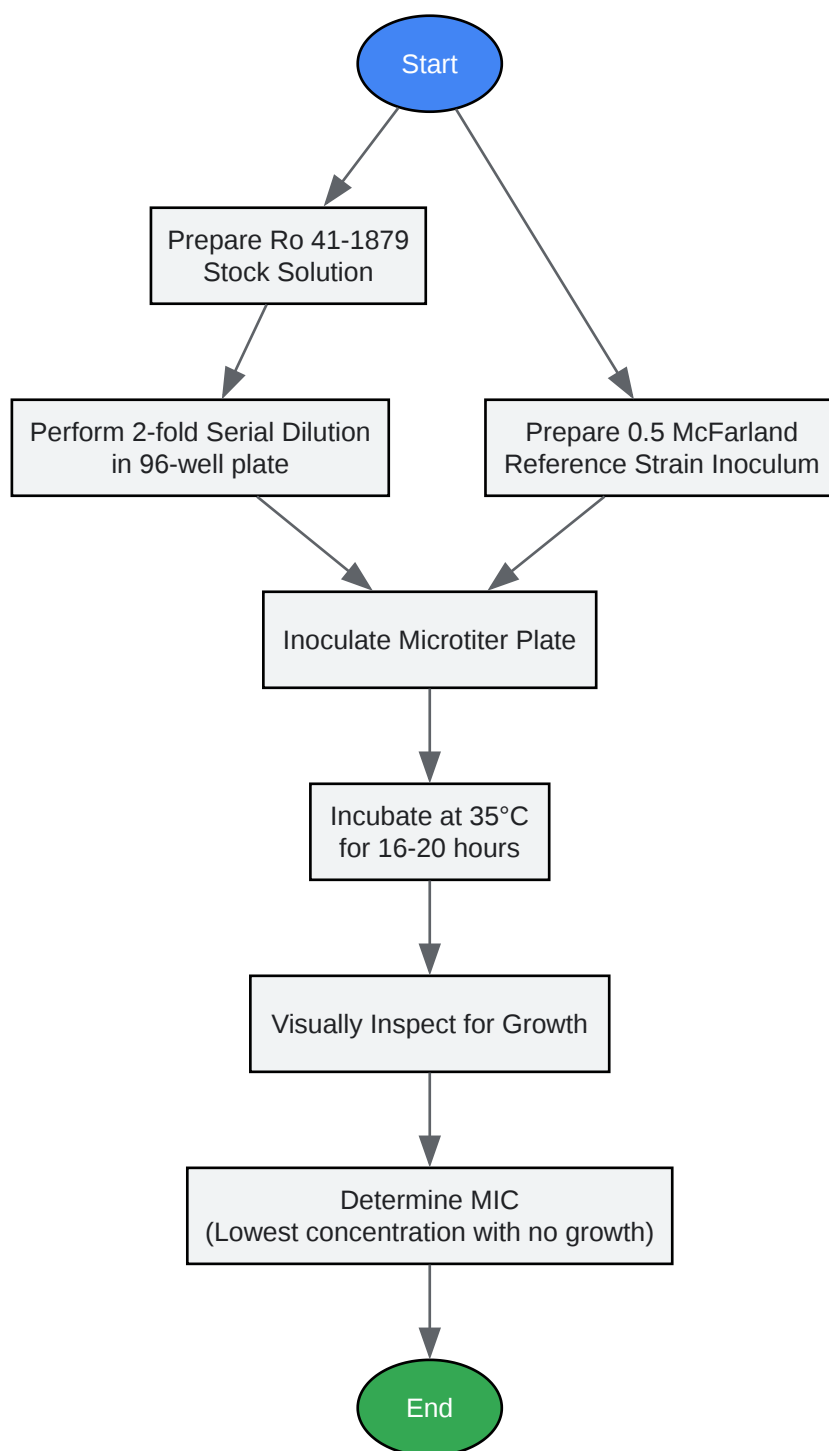 Start
Prepare Ro 41-1879
Stock Solution
Perform 2-fold Serial Dilution
in 96-well plate
Prepare 0.5 McFarland
Reference Strain Inoculum
Inoculate Microtiter Plate
Incubate at 35°C
for 16-20 hours
Visually Inspect for Growth
Determine MIC
(Lowest concentration with no growth)
End